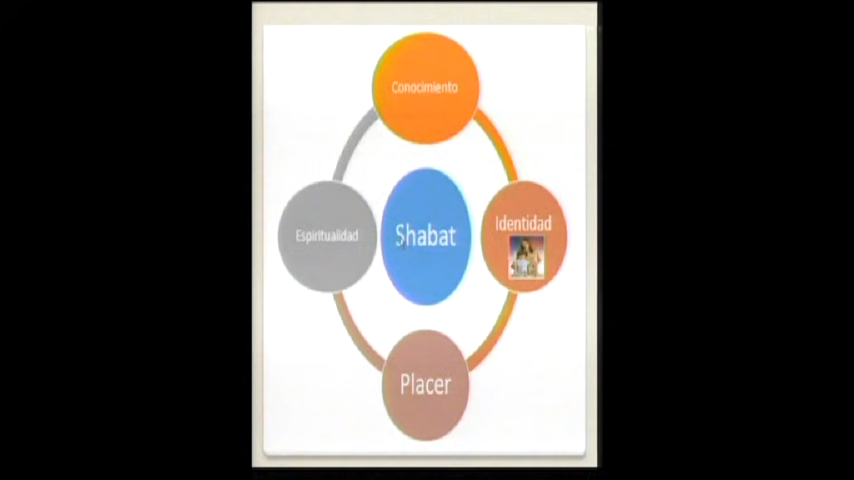 Conocimiento
Espiritualidad
Shabat
Identidad
Placer